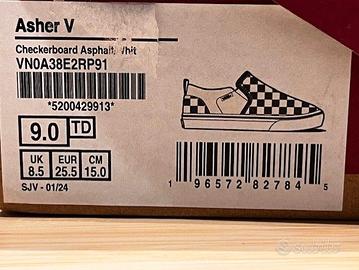 Asher V
Checkerboard Asphalt/Whit
VN0A38E2RP91
*5200429913*
9.0 TD
UK EUR CM
8.5 25.5 15.0
SJV - 01/24
1 96572 82784 5
Subito